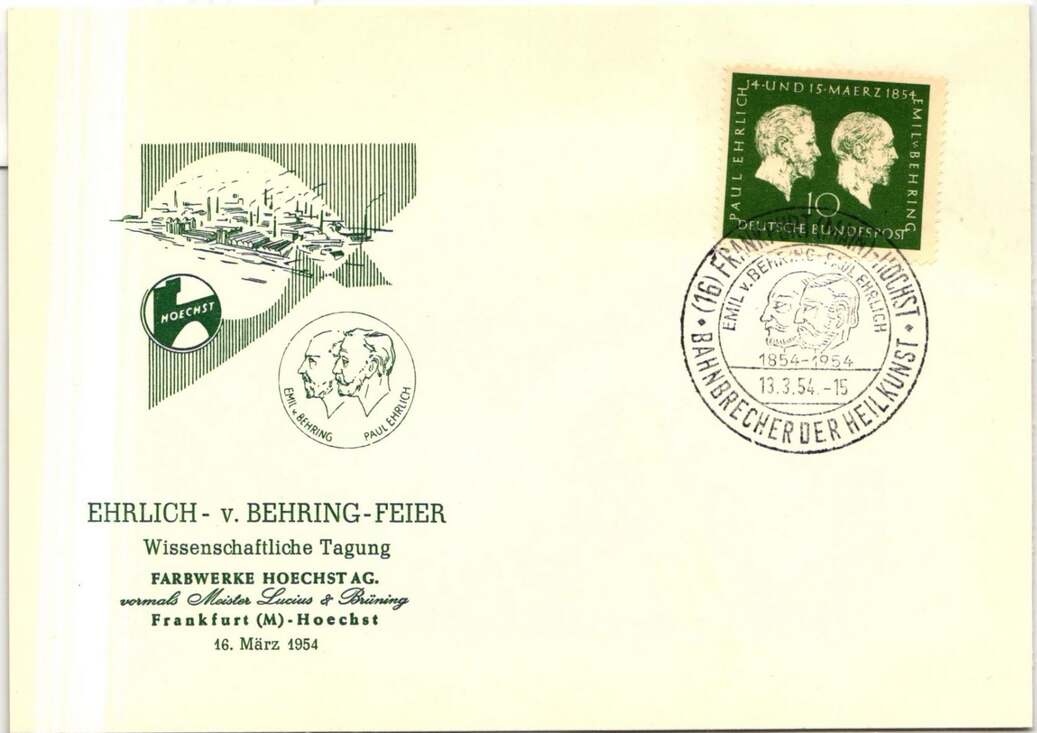 14·UND 15·MAERZ 1854
PAUL EHRLICH
EMIL v. BEHRING
10
DEUTSCHE BUNDESPOST
(16) FRANKFURT (MAIN)-HÖCHST
EMIL v. BEHRING - PAUL EHRLICH
1854-1954
13.3.54.-15
• BAHNBRECHER DER HEILKUNST •
HOECHST
EMIL v. BEHRING PAUL EHRLICH
EHRLICH- v. BEHRING-FEIER
Wissenschaftliche Tagung
FARBWERKE HOECHST AG.
vormals Meister Lucius & Brüning
Frankfurt (M)-Hoechst
16. März 1954